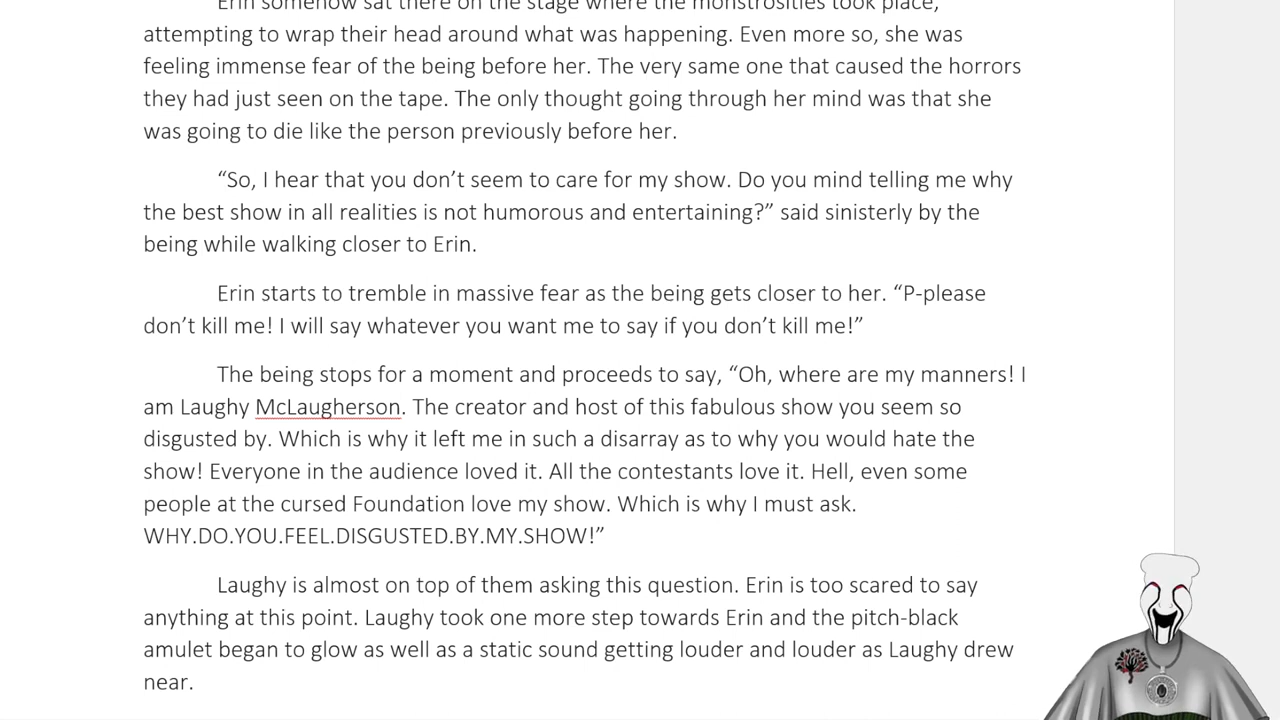 Erin somehow sat there on the stage where the monstrosities took place,
attempting to wrap their head around what was happening. Even more so, she was
feeling immense fear of the being before her. The very same one that caused the horrors
they had just seen on the tape. The only thought going through her mind was that she
was going to die like the person previously before her.
“So, I hear that you don’t seem to care for my show. Do you mind telling me why
the best show in all realities is not humorous and entertaining?” said sinisterly by the
being while walking closer to Erin.
Erin starts to tremble in massive fear as the being gets closer to her. “P-please
don’t kill me! I will say whatever you want me to say if you don’t kill me!”
The being stops for a moment and proceeds to say, “Oh, where are my manners! I
am Laughy McLaugherson. The creator and host of this fabulous show you seem so
disgusted by. Which is why it left me in such a disarray as to why you would hate the
show! Everyone in the audience loved it. All the contestants love it. Hell, even some
people at the cursed Foundation love my show. Which is why I must ask.
WHY.DO.YOU.FEEL.DISGUSTED.BY.MY.SHOW!”
Laughy is almost on top of them asking this question. Erin is too scared to say
anything at this point. Laughy took one more step towards Erin and the pitch-black
amulet began to glow as well as a static sound getting louder and louder as Laughy drew
near.